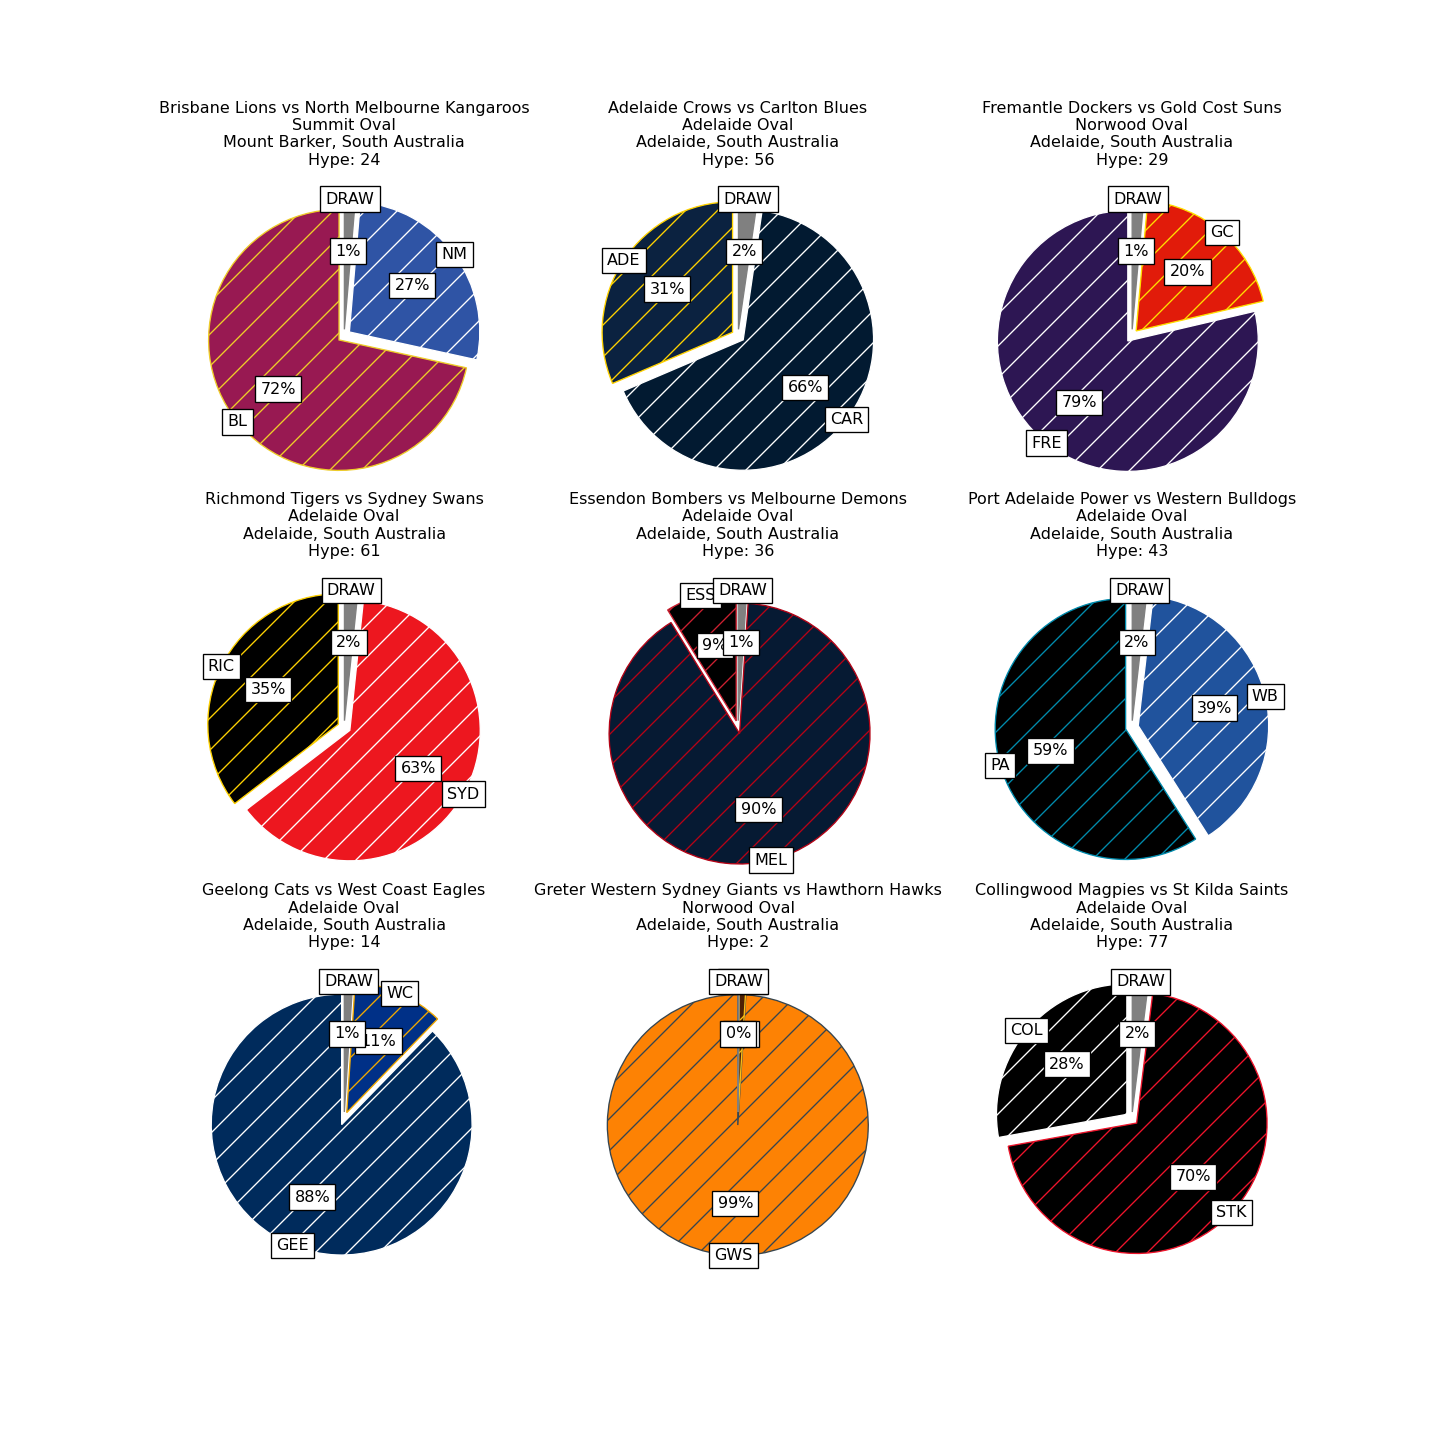 Brisbane Lions vs North Melbourne Kangaroos
Summit Oval
Mount Barker, South Australia
Hype: 24
DRAW
1%
NM
27%
72%
BL
Adelaide Crows vs Carlton Blues
Adelaide Oval
Adelaide, South Australia
Hype: 56
DRAW
2%
ADE
31%
66%
CAR
Fremantle Dockers vs Gold Cost Suns
Norwood Oval
Adelaide, South Australia
Hype: 29
DRAW
1%
GC
20%
79%
FRE
Richmond Tigers vs Sydney Swans
Adelaide Oval
Adelaide, South Australia
Hype: 61
DRAW
2%
RIC
35%
63%
SYD
Essendon Bombers vs Melbourne Demons
Adelaide Oval
Adelaide, South Australia
Hype: 36
ESS
DRAW
9%
1%
90%
MEL
Port Adelaide Power vs Western Bulldogs
Adelaide Oval
Adelaide, South Australia
Hype: 43
DRAW
2%
WB
39%
59%
PA
Geelong Cats vs West Coast Eagles
Adelaide Oval
Adelaide, South Australia
Hype: 14
DRAW
WC
1%
11%
88%
GEE
Greter Western Sydney Giants vs Hawthorn Hawks
Norwood Oval
Adelaide, South Australia
Hype: 2
DRAW
0%
99%
GWS
Collingwood Magpies vs St Kilda Saints
Adelaide Oval
Adelaide, South Australia
Hype: 77
DRAW
2%
COL
28%
70%
STK